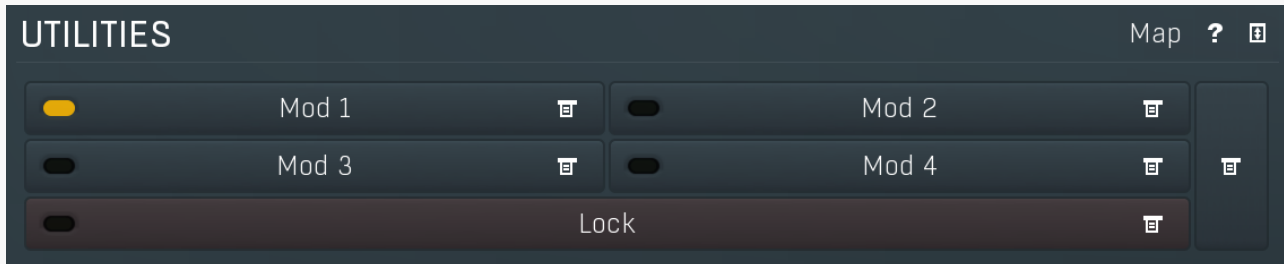 UTILITIES Map ?
Mod 1 Mod 2
Mod 3 Mod 4
Lock